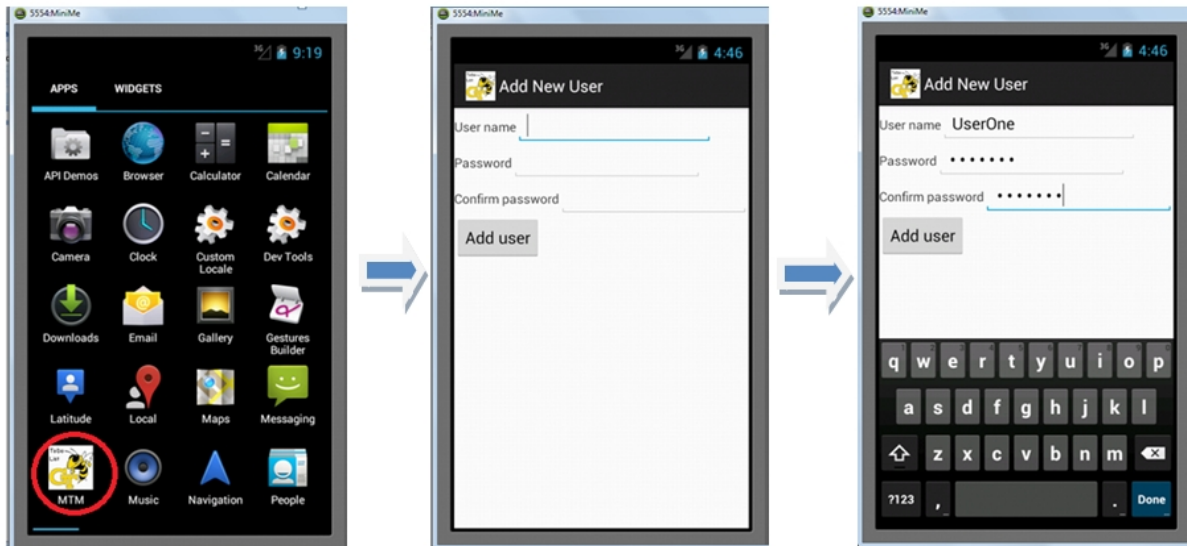 5554:MiniMe
3G 9:19
APPS WIDGETS
API Demos Browser Calculator Calendar
Camera Clock Custom Locale Dev Tools
Downloads Email Gallery Gestures Builder
Latitude Local Maps Messaging
ToBee List
MTM Music Navigation People
5554:MiniMe
3G 4:46
Add New User
User name
Password
Confirm password
Add user
5554:MiniMe
3G 4:46
Add New User
User name UserOne
Password •••••••
Confirm password •••••••
Add user
q w e r t y u i o p
a s d f g h j k l
z x c v b n m
?123 , . Done